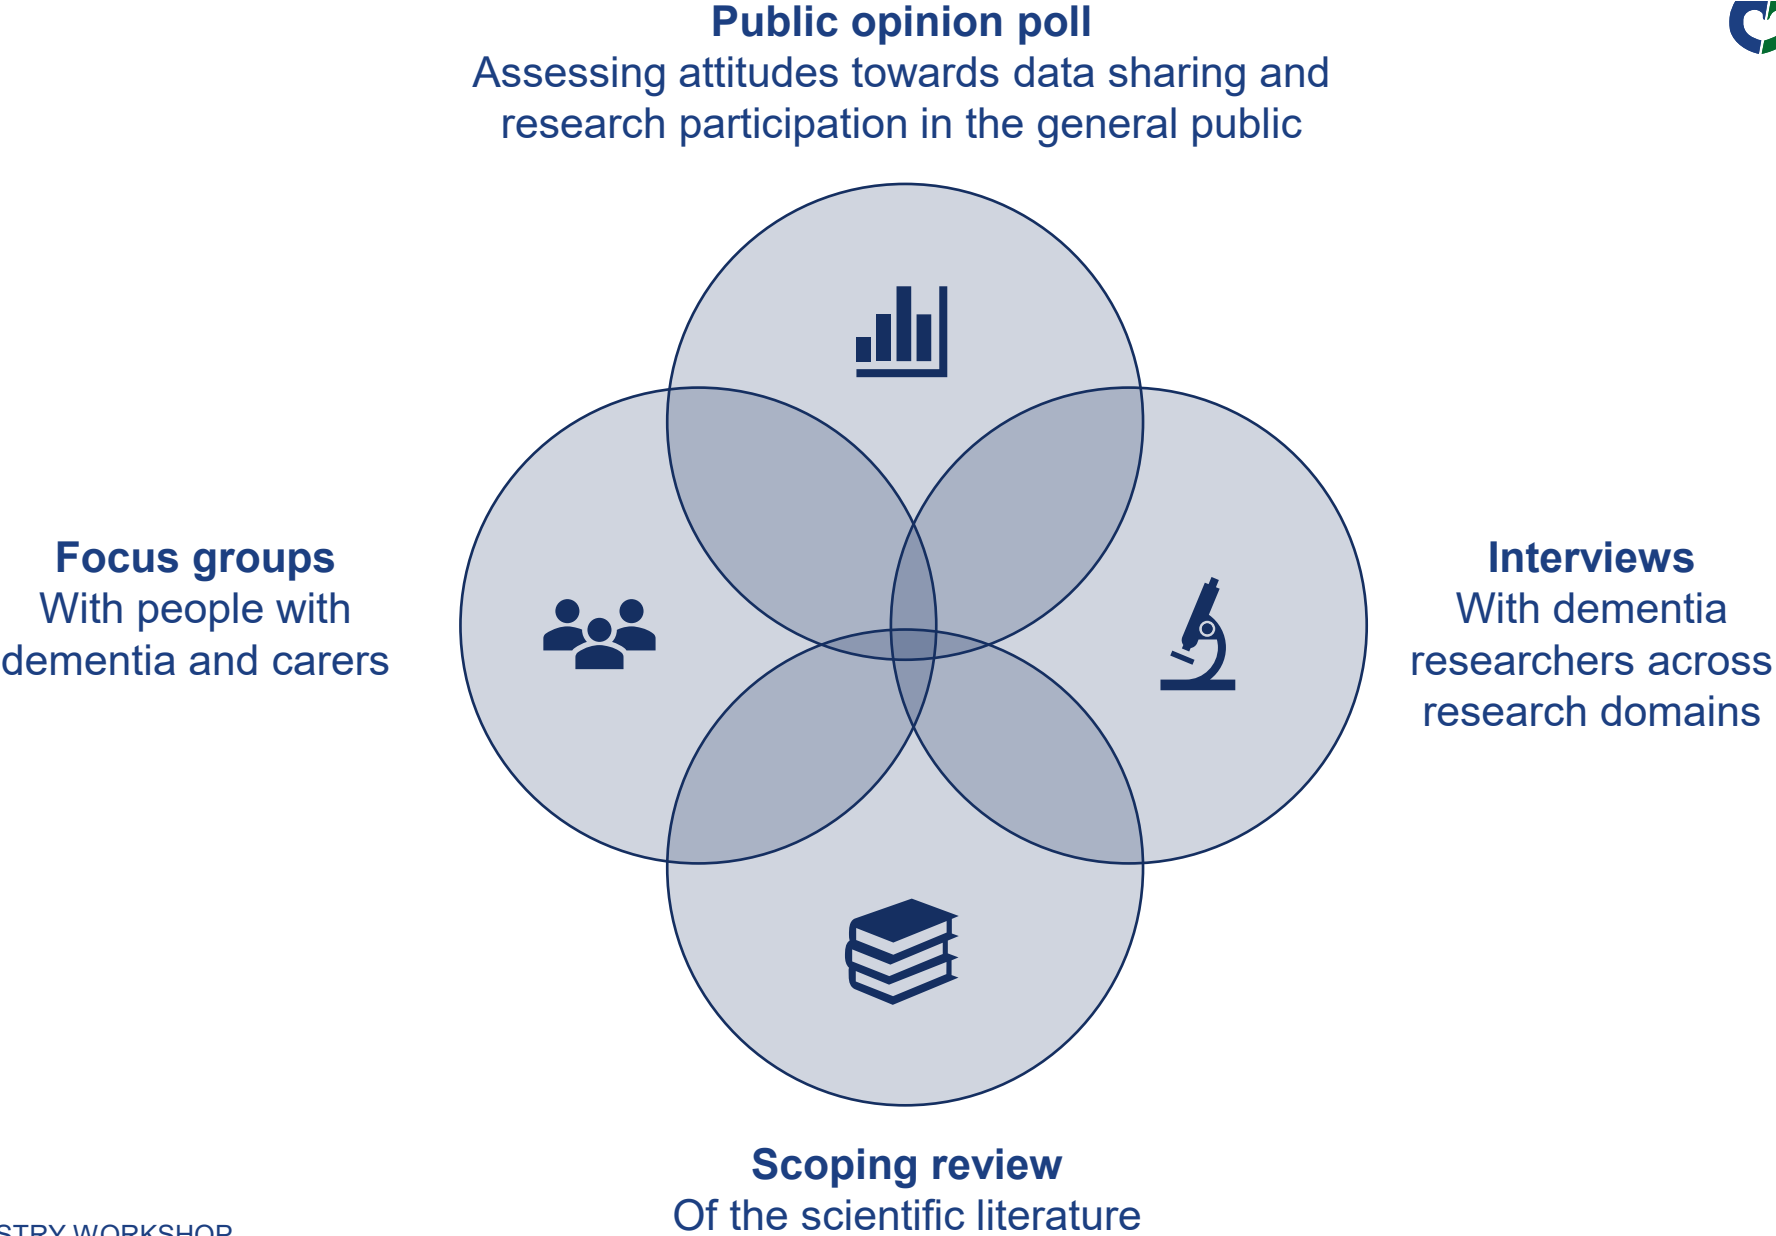 Public opinion poll
Assessing attitudes towards data sharing and
research participation in the general public
Focus groups
With people with
dementia and carers
Interviews
With dementia
researchers across
research domains
Scoping review
Of the scientific literature
WORKSHOP